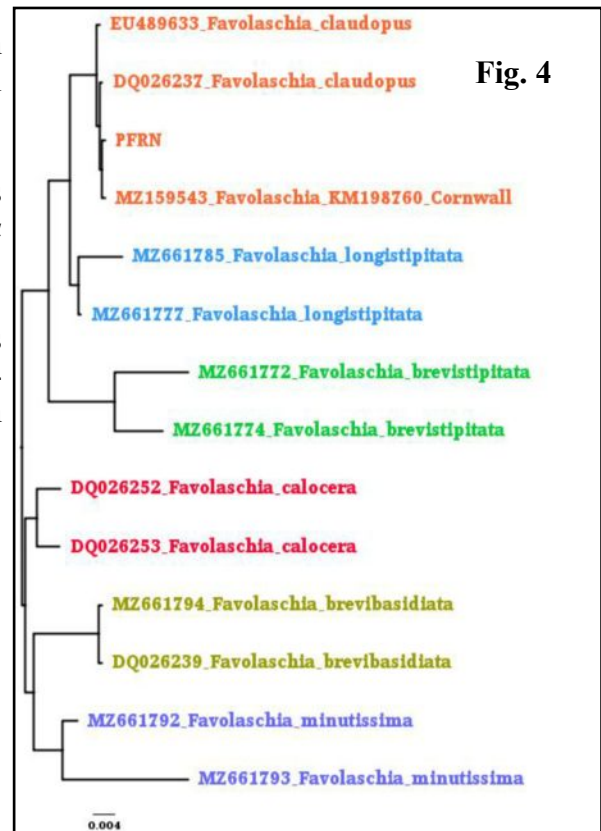 EU489633_Favolaschia_claudopus
Fig. 4
DQ026237_Favolaschia_claudopus
PFRN
MZ159543_Favolaschia_KM198760_Cornwall
MZ661785_Favolaschia_longistipitata
MZ661777_Favolaschia_longistipitata
MZ661772_Favolaschia_brevistipitata
MZ661774_Favolaschia_brevistipitata
DQ026252_Favolaschia_calocera
DQ026253_Favolaschia_calocera
MZ661794_Favolaschia_brevibasidiata
DQ026239_Favolaschia_brevibasidiata
MZ661792_Favolaschia_minutissima
MZ661793_Favolaschia_minutissima
0.004